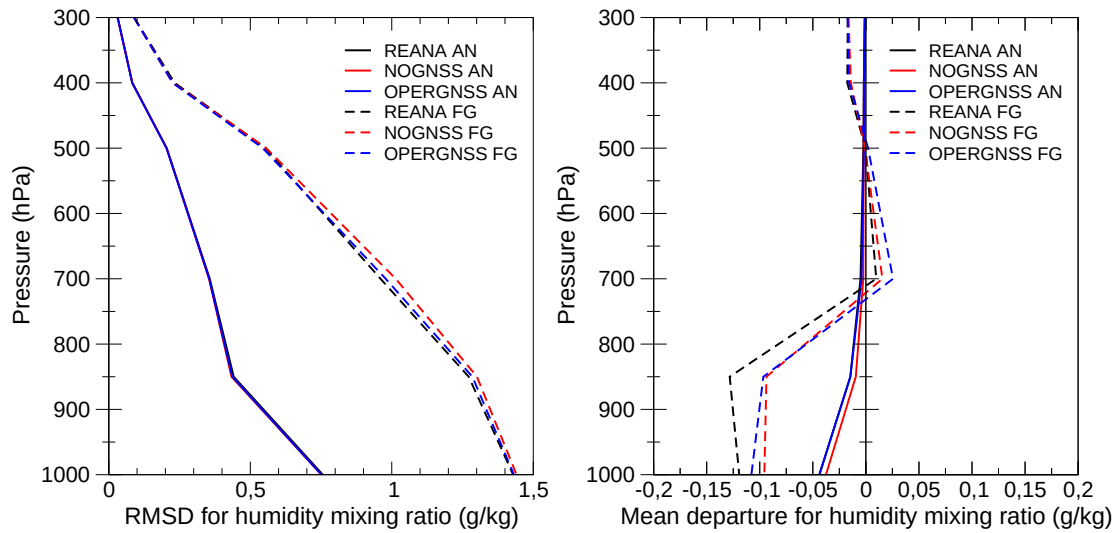 300
400
500
600
700
800
900
1000
Pressure (hPa)
0
0,5
1
1,5
RMSD for humidity mixing ratio (g/kg)
REANA AN
NOGNSS AN
OPERGNSS AN
REANA FG
NOGNSS FG
OPERGNSS FG
300
400
500
600
700
800
900
1000
Pressure (hPa)
-0,2
-0,15
-0,1
-0,05
0
0,05
0,1
0,15
0,2
Mean departure for humidity mixing ratio (g/kg)
REANA AN
NOGNSS AN
OPERGNSS AN
REANA FG
NOGNSS FG
OPERGNSS FG